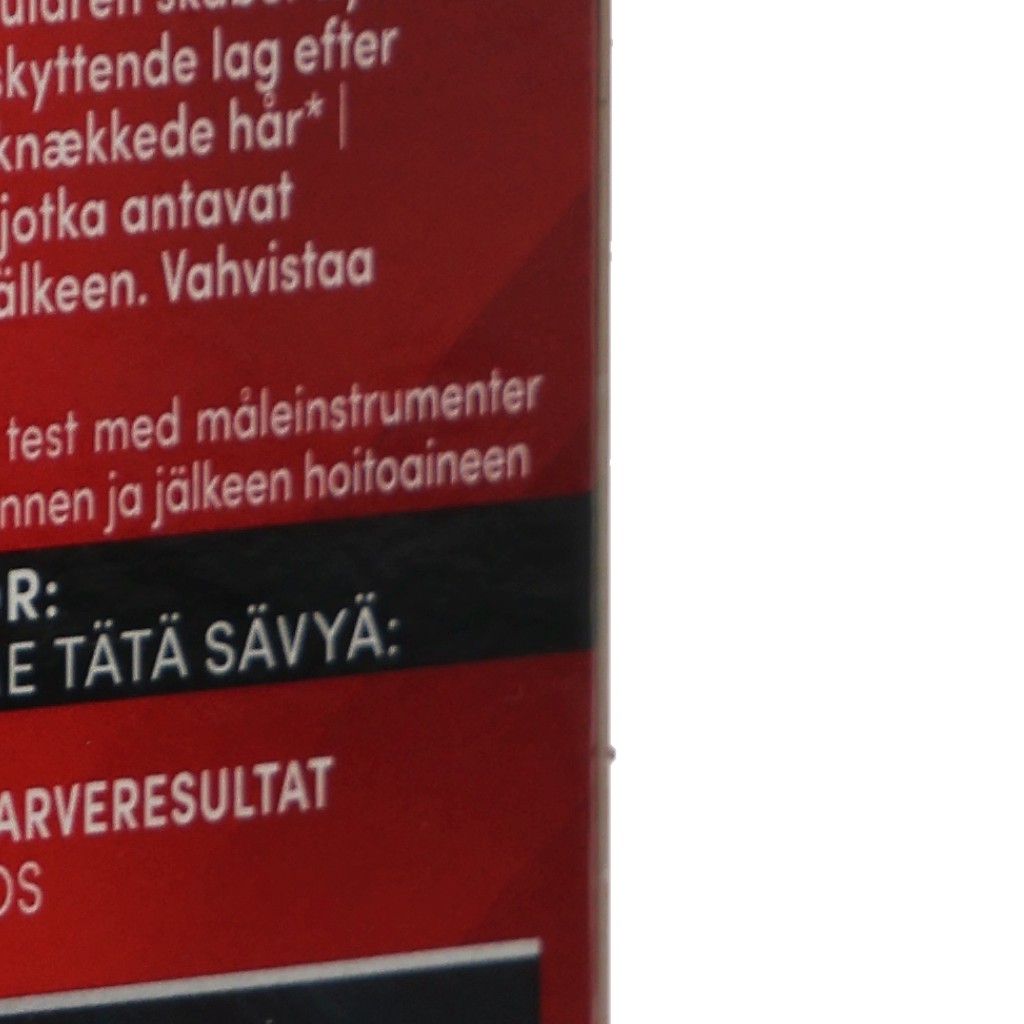 skyttende lag efter
knækkede hår* |
jotka antavat
älkeen. Vahvistaa
test med måleinstrumenter
nnen ja jälkeen hoitoaineen
R:
E TÄTÄ SÄVYÄ:
ARVERESULTAT
OS